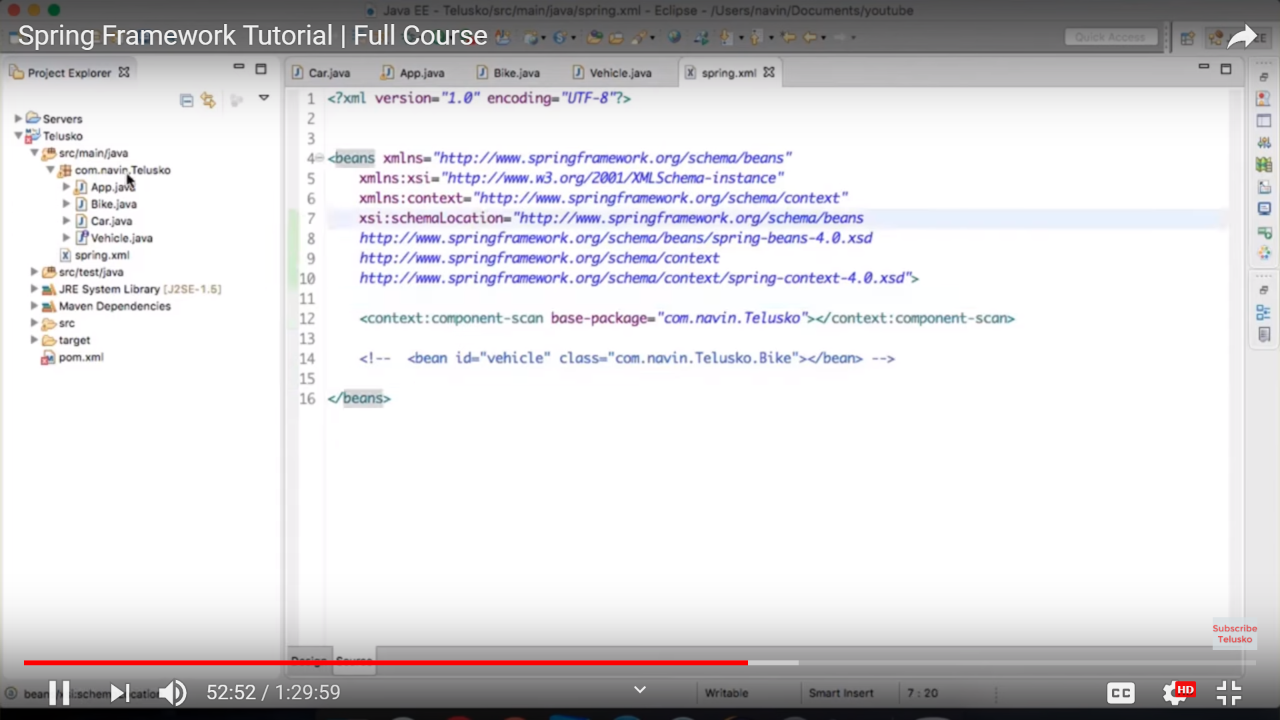 Java EE - Telusko/src/main/java/spring.xml - Eclipse - /Users/navin/Documents/youtube
Spring Framework Tutorial | Full Course
Quick Access
Project Explorer
Car.java
App.java
Bike.java
Vehicle.java
spring.xml
Servers
Telusko
src/main/java
com.navin.Telusko
App.java
Bike.java
Car.java
Vehicle.java
spring.xml
src/test/java
JRE System Library [J2SE-1.5]
Maven Dependencies
src
target
pom.xml
1 <?xml version="1.0" encoding="UTF-8"?>
2
3
4 <beans xmlns="http://www.springframework.org/schema/beans"
5 xmlns:xsi="http://www.w3.org/2001/XMLSchema-instance"
6 xmlns:context="http://www.springframework.org/schema/context"
7 xsi:schemaLocation="http://www.springframework.org/schema/beans
8 http://www.springframework.org/schema/beans/spring-beans-4.0.xsd
9 http://www.springframework.org/schema/context
10 http://www.springframework.org/schema/context/spring-context-4.0.xsd">
11
12 <context:component-scan base-package="com.navin.Telusko"></context:component-scan>
13
14 <!-- <bean id="vehicle" class="com.navin.Telusko.Bike"></bean> -->
15
16 </beans>
Subscribe
Telusko
Design Source
52:52 / 1:29:59
Writable
Smart Insert
7 : 20
CC
HD